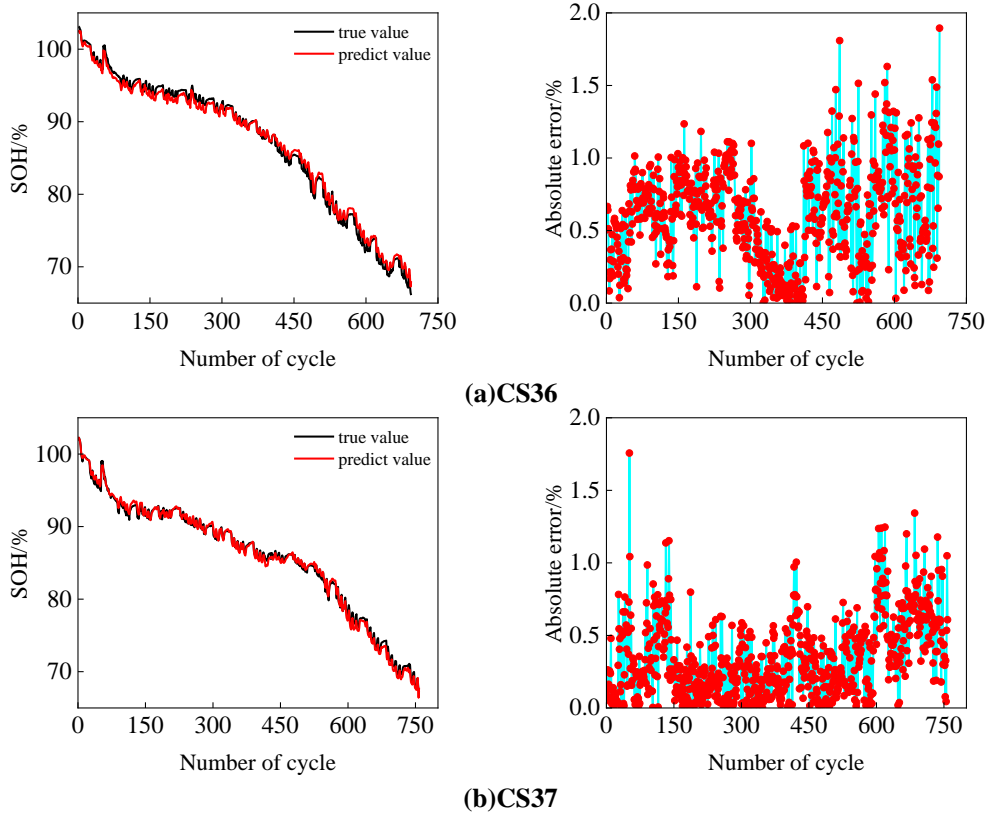 true value
predict value
SOH/%
100
90
80
70
0 150 300 450 600 750
Number of cycle
Absolute error/%
2.0
1.5
1.0
0.5
0.0
0 150 300 450 600 750
Number of cycle
(a)CS36
true value
predict value
SOH/%
100
90
80
70
0 150 300 450 600 750
Number of cycle
Absolute error/%
2.0
1.5
1.0
0.5
0.0
0 150 300 450 600 750
Number of cycle
(b)CS37